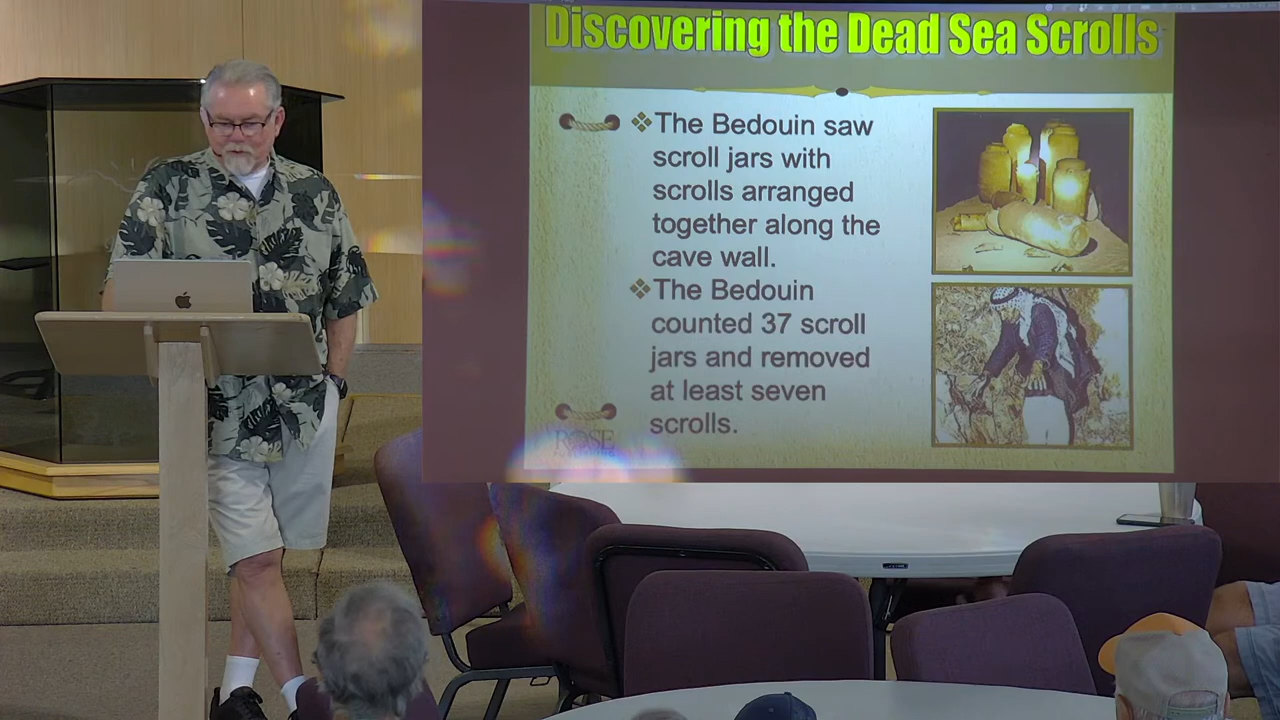 Discovering the Dead Sea Scrolls
The Bedouin saw
scroll jars with
scrolls arranged
together along the
cave wall.
The Bedouin
counted 37 scroll
jars and removed
at least seven
scrolls.
ROSE